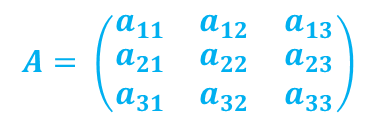 a₁₁ a₁₂ a₁₃
A = ( a₂₁ a₂₂ a₂₃ )
a₃₁ a₃₂ a₃₃